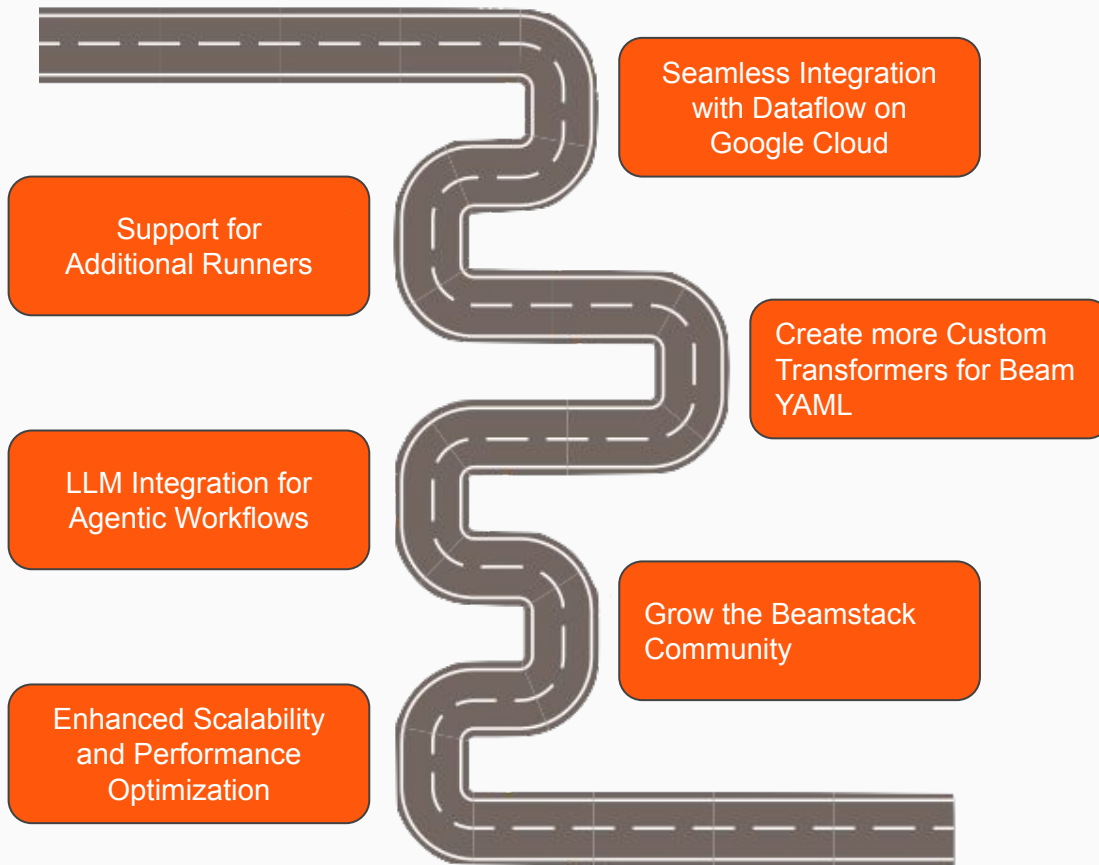 Seamless Integration
with Dataflow on
Google Cloud
Support for
Additional Runners
Create more Custom
Transformers for Beam
YAML
LLM Integration for
Agentic Workflows
Grow the Beamstack
Community
Enhanced Scalability
and Performance
Optimization